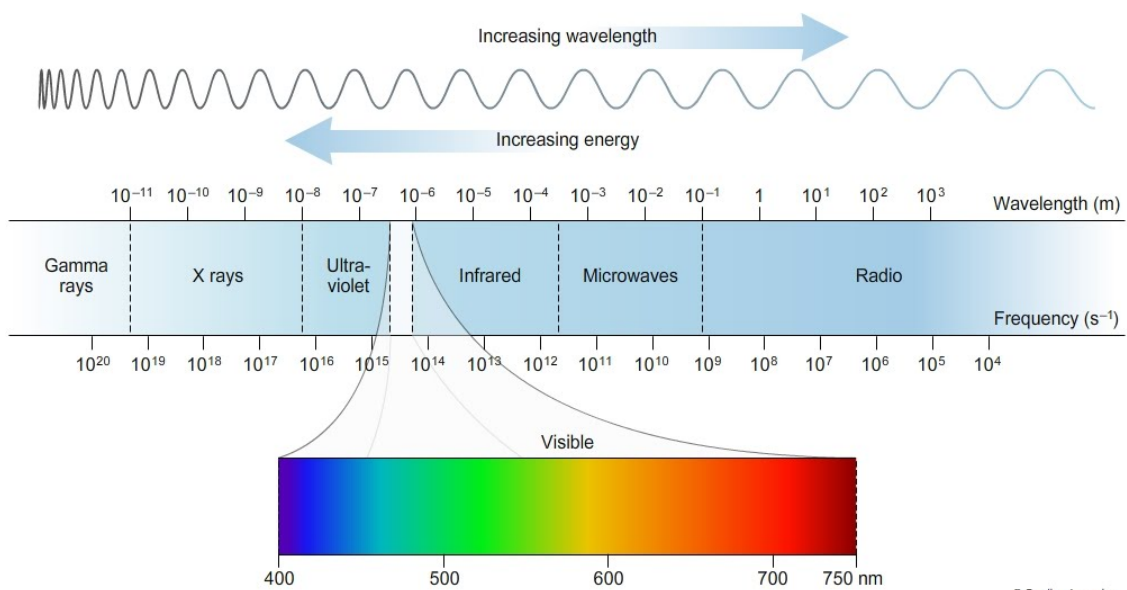 Increasing wavelength
Increasing energy
10⁻¹¹ 10⁻¹⁰ 10⁻⁹ 10⁻⁸ 10⁻⁷ 10⁻⁶ 10⁻⁵ 10⁻⁴ 10⁻³ 10⁻² 10⁻¹ 1 10¹ 10² 10³ Wavelength (m)
Gamma
rays
X rays
Ultra-
violet
Infrared
Microwaves
Radio
Frequency (s⁻¹)
10²⁰ 10¹⁹ 10¹⁸ 10¹⁷ 10¹⁶ 10¹⁵ 10¹⁴ 10¹³ 10¹² 10¹¹ 10¹⁰ 10⁹ 10⁸ 10⁷ 10⁶ 10⁵ 10⁴
Visible
400 500 600 700 750 nm